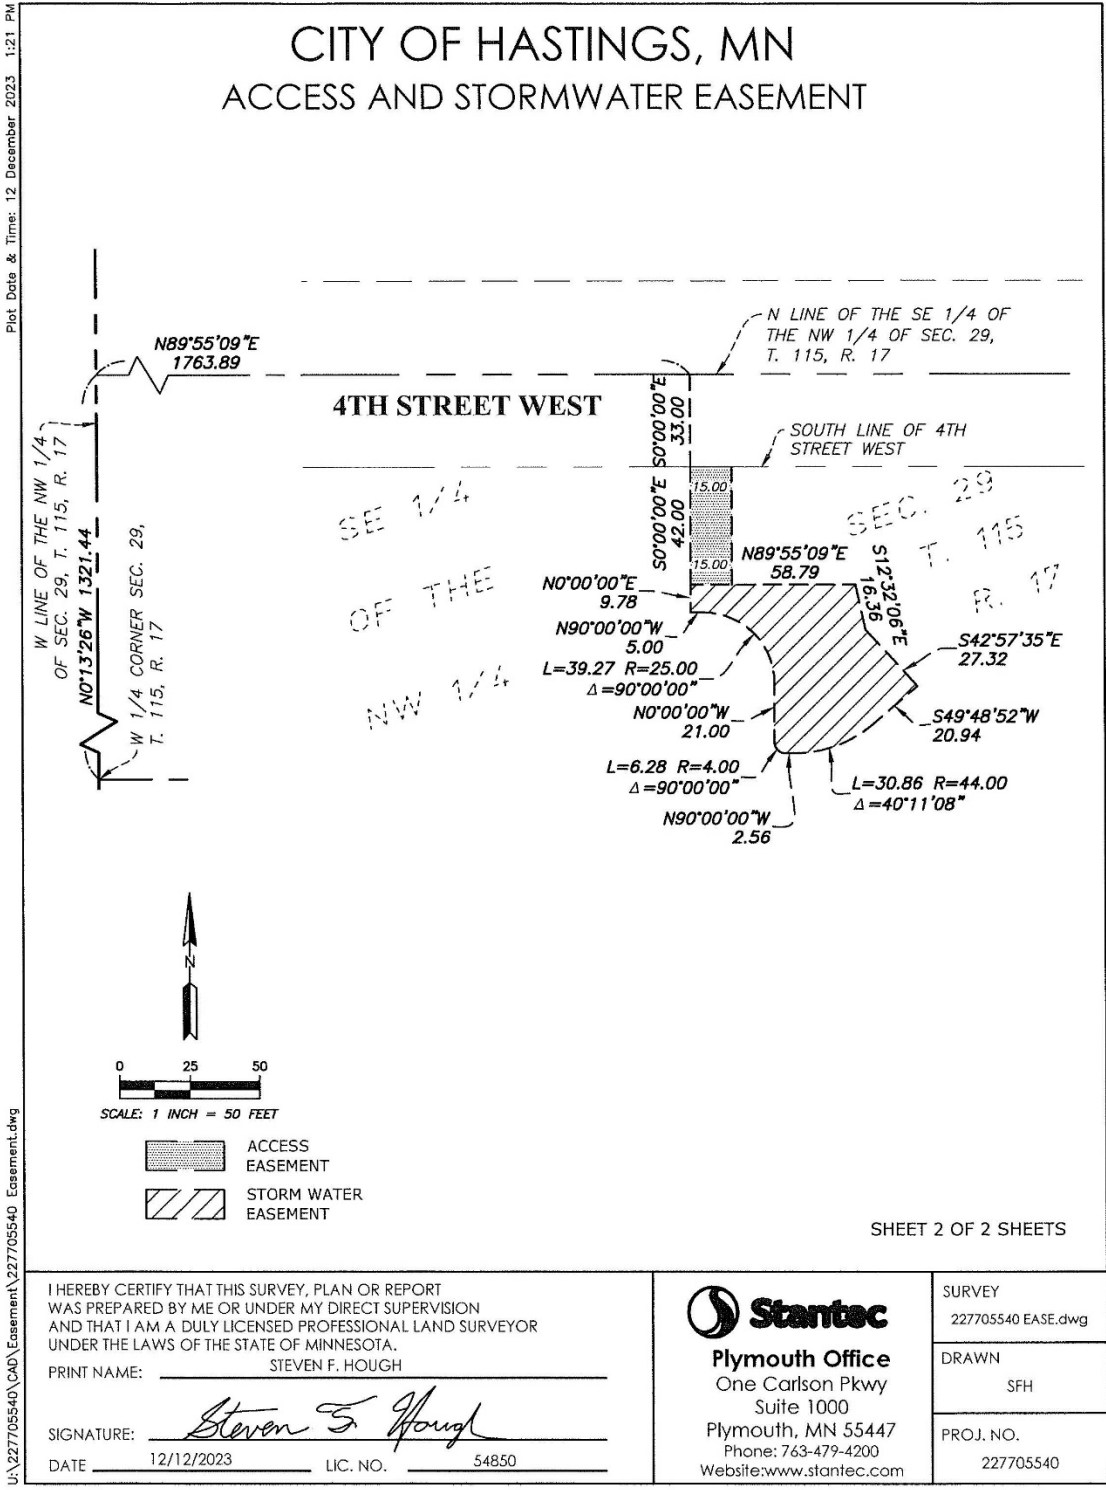 Plot Date & Time: 12 December 2023 1:21 PM
U:\227705540\CAD\Easement\227705540 Easement.dwg
CITY OF HASTINGS, MN
ACCESS AND STORMWATER EASEMENT
N LINE OF THE SE 1/4 OF
THE NW 1/4 OF SEC. 29,
T. 115, R. 17
N89°55'09"E
1763.89
4TH STREET WEST
S0°00'00"E
33.00
SOUTH LINE OF 4TH
STREET WEST
W LINE OF THE NW 1/4
OF SEC. 29, T. 115, R. 17
N0°13'26"W 1321.44
W 1/4 CORNER SEC. 29,
T. 115, R. 17
SE 1/4
OF THE
NW 1/4
SEC. 29
T. 115
R. 17
S0°00'00"E
42.00
15.00
15.00
N89°55'09"E
58.79
S12°32'06"E
16.36
N0°00'00"E
9.78
N90°00'00"W
5.00
L=39.27 R=25.00
Δ=90°00'00"
N0°00'00"W
21.00
L=6.28 R=4.00
Δ=90°00'00"
N90°00'00"W
2.56
S42°57'35"E
27.32
S49°48'52"W
20.94
L=30.86 R=44.00
Δ=40°11'08"
N
0 25 50
SCALE: 1 INCH = 50 FEET
ACCESS
EASEMENT
STORM WATER
EASEMENT
SHEET 2 OF 2 SHEETS
I HEREBY CERTIFY THAT THIS SURVEY, PLAN OR REPORT
WAS PREPARED BY ME OR UNDER MY DIRECT SUPERVISION
AND THAT I AM A DULY LICENSED PROFESSIONAL LAND SURVEYOR
UNDER THE LAWS OF THE STATE OF MINNESOTA.
PRINT NAME: STEVEN F. HOUGH
SIGNATURE: Steven F. Hough
DATE 12/12/2023 LIC. NO. 54850
Stantec
Plymouth Office
One Carlson Pkwy
Suite 1000
Plymouth, MN 55447
Phone: 763-479-4200
Website:www.stantec.com
SURVEY
227705540 EASE.dwg
DRAWN
SFH
PROJ. NO.
227705540